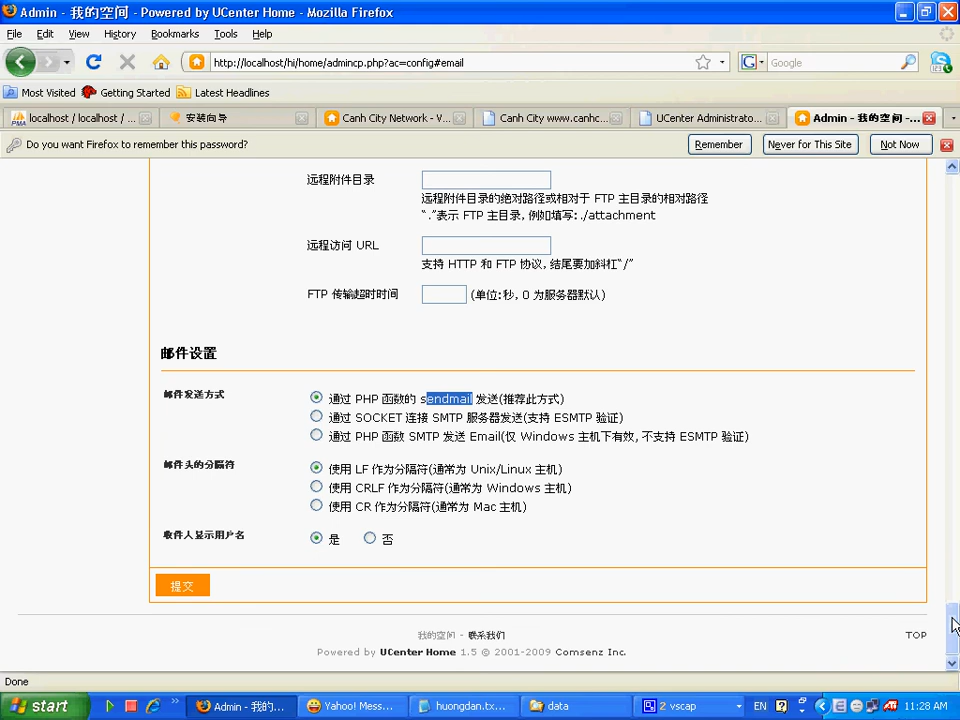 Admin - 我的空间 - Powered by UCenter Home - Mozilla Firefox
File Edit View History Bookmarks Tools Help
http://localhost/hi/home/admincp.php?ac=config#email
Google
Most Visited Getting Started Latest Headlines
localhost / localhost / ... 安装向导 Canh City Network - V... Canh City www.canhc... UCenter Administrato... Admin - 我的空间 -...
Do you want Firefox to remember this password? Remember Never for This Site Not Now
远程附件目录
远程附件目录的绝对路径或相对于 FTP 主目录的相对路径
“.”表示 FTP 主目录, 例如填写: ./attachment
远程访问 URL
支持 HTTP 和 FTP 协议, 结尾要加斜杠“/”
FTP 传输超时时间 (单位:秒, 0 为服务器默认)
邮件设置
邮件发送方式 通过 PHP 函数的 sendmail 发送(推荐此方式)
通过 SOCKET 连接 SMTP 服务器发送(支持 ESMTP 验证)
通过 PHP 函数 SMTP 发送 Email(仅 Windows 主机下有效, 不支持 ESMTP 验证)
邮件头的分隔符 使用 LF 作为分隔符(通常为 Unix/Linux 主机)
使用 CRLF 作为分隔符(通常为 Windows 主机)
使用 CR 作为分隔符(通常为 Mac 主机)
收件人显示用户名 是 否
提交
我的空间 - 联系我们 TOP
Powered by UCenter Home 1.5 © 2001-2009 Comsenz Inc.
Done
start Admin - 我的... Yahoo! Mess... huongdan.tx... data 2 vscap EN 11:28 AM